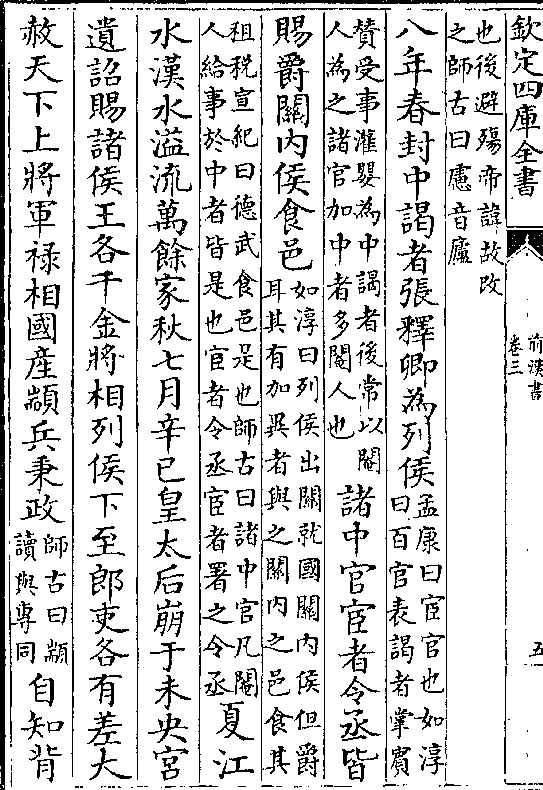 欽定四庫全書
前漢書
卷三
五
也後避殤帝諱故改
之師古曰慮音廬
八年春封中謁者張釋卿為列侯
孟康曰宦官也如淳
曰百官表謁者掌賓
賛受事灌嬰為中謁者後常以閹
人為之諸官加中者多閹人也
諸中官宦者令丞皆
賜爵關内侯食邑
如淳曰列侯出關就國關内侯但爵
耳其有加異者與之關内之邑食其
租税宣紀曰德武食邑是也師古曰諸中官凡閹
人給事於中者皆是也宦者令丞宦者署之令丞
夏江
水漢水溢流萬餘家秋七月辛巳皇太后崩于未央宮
遺詔賜諸侯王各千金將相列侯下至郎吏各有差大
赦天下上將軍禄相國産顓兵秉政
師古曰顓
讀與專同
自知背